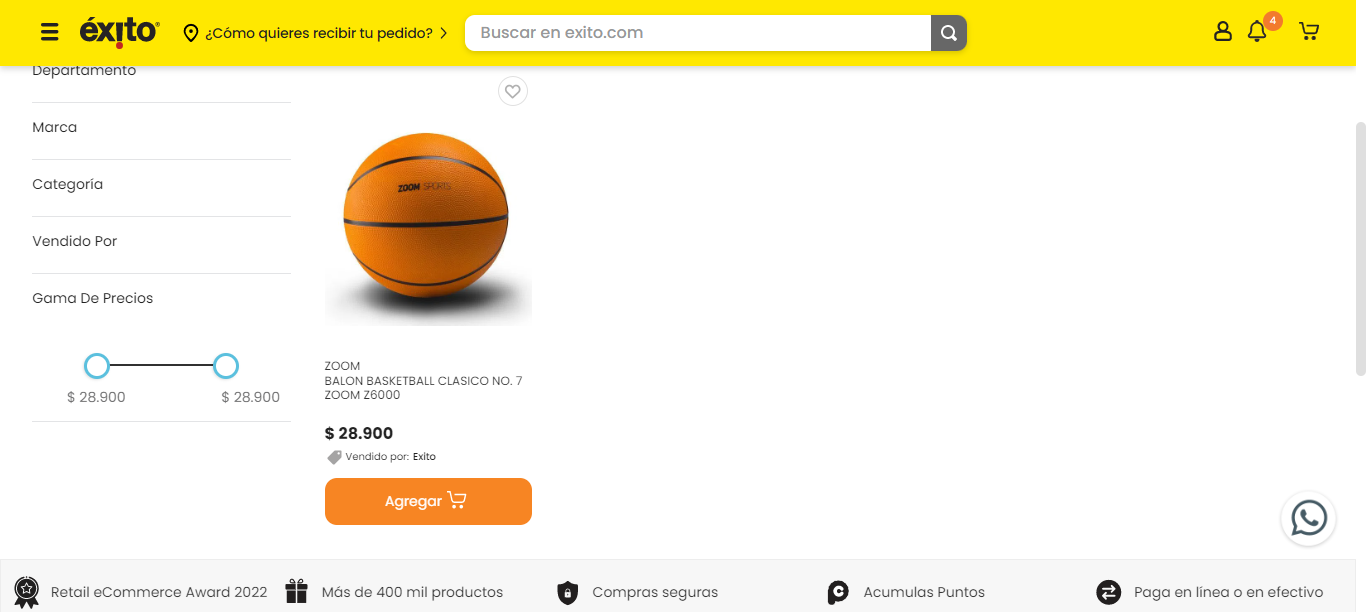 éxito
¿Cómo quieres recibir tu pedido?
Buscar en exito.com
4
Departamento
Marca
Categoría
Vendido Por
Gama De Precios
$ 28.900 $ 28.900
ZOOM SPORTS
ZOOM
BALON BASKETBALL CLASICO NO. 7
ZOOM Z6000
$ 28.900
Vendido por: Exito
Agregar
Retail eCommerce Award 2022 Más de 400 mil productos Compras seguras Acumulas Puntos Paga en línea o en efectivo